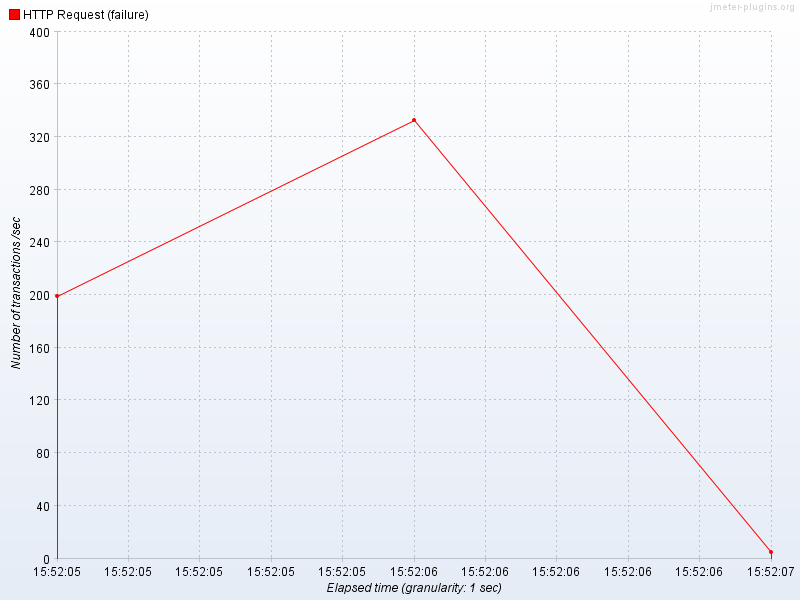 jmeter-plugins.org
HTTP Request (failure)
400
360
320
280
240
200
160
120
80
40
0
Number of transactions /sec
15:52:05 15:52:05 15:52:05 15:52:05 15:52:05 15:52:06 15:52:06 15:52:06 15:52:06 15:52:06 15:52:07
Elapsed time (granularity: 1 sec)